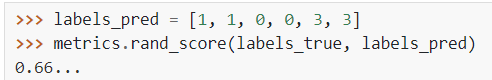 >>> labels_pred = [1, 1, 0, 0, 3, 3]
>>> metrics.rand_score(labels_true, labels_pred)
0.66...